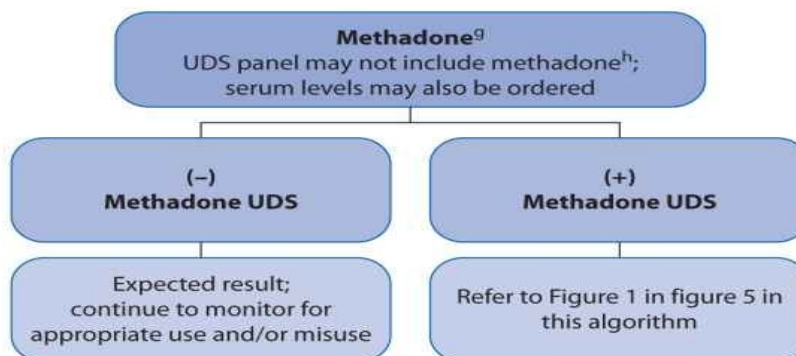 Methadoneᵍ
UDS panel may not include methadoneʰ;
serum levels may also be ordered
(–)
Methadone UDS
(+)
Methadone UDS
Expected result;
continue to monitor for
appropriate use and/or misuse
Refer to Figure 1 in figure 5 in
this algorithm